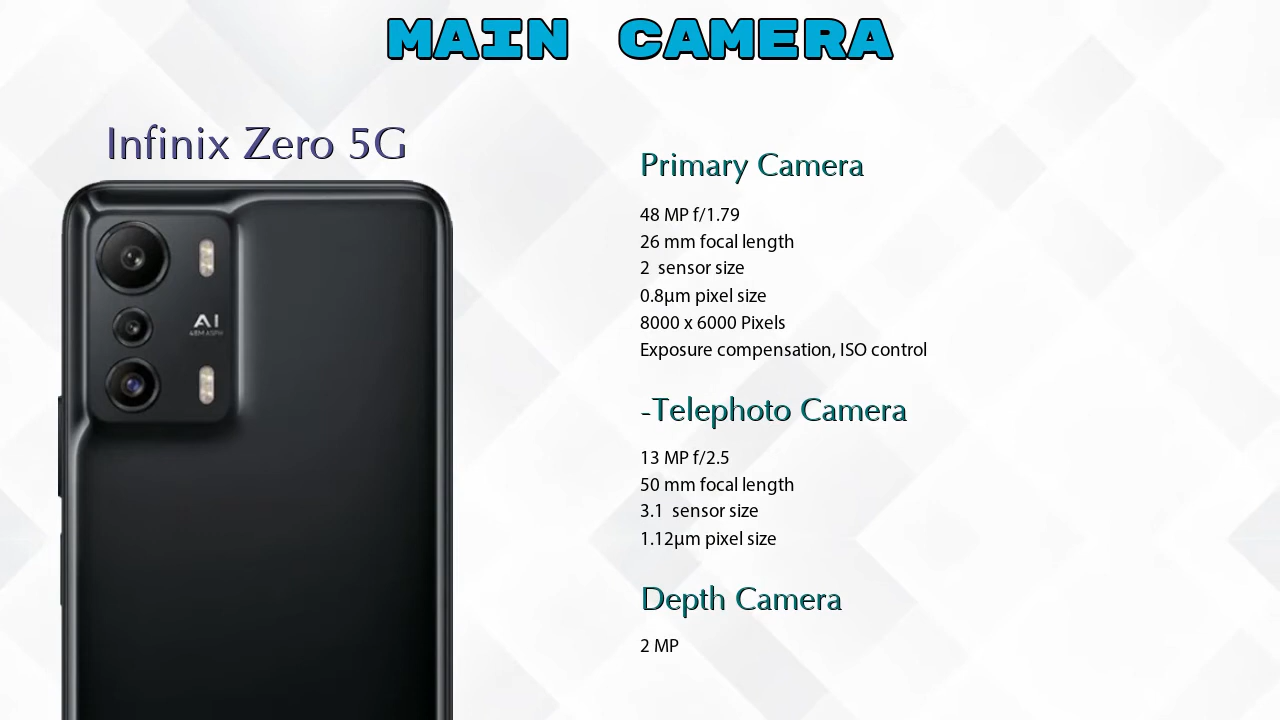 MAIN CAMERA
Infinix Zero 5G
AI
48M ASPH
Primary Camera
48 MP f/1.79
26 mm focal length
2  sensor size
0.8µm pixel size
8000 x 6000 Pixels
Exposure compensation, ISO control
-Telephoto Camera
13 MP f/2.5
50 mm focal length
3.1  sensor size
1.12µm pixel size
Depth Camera
2 MP